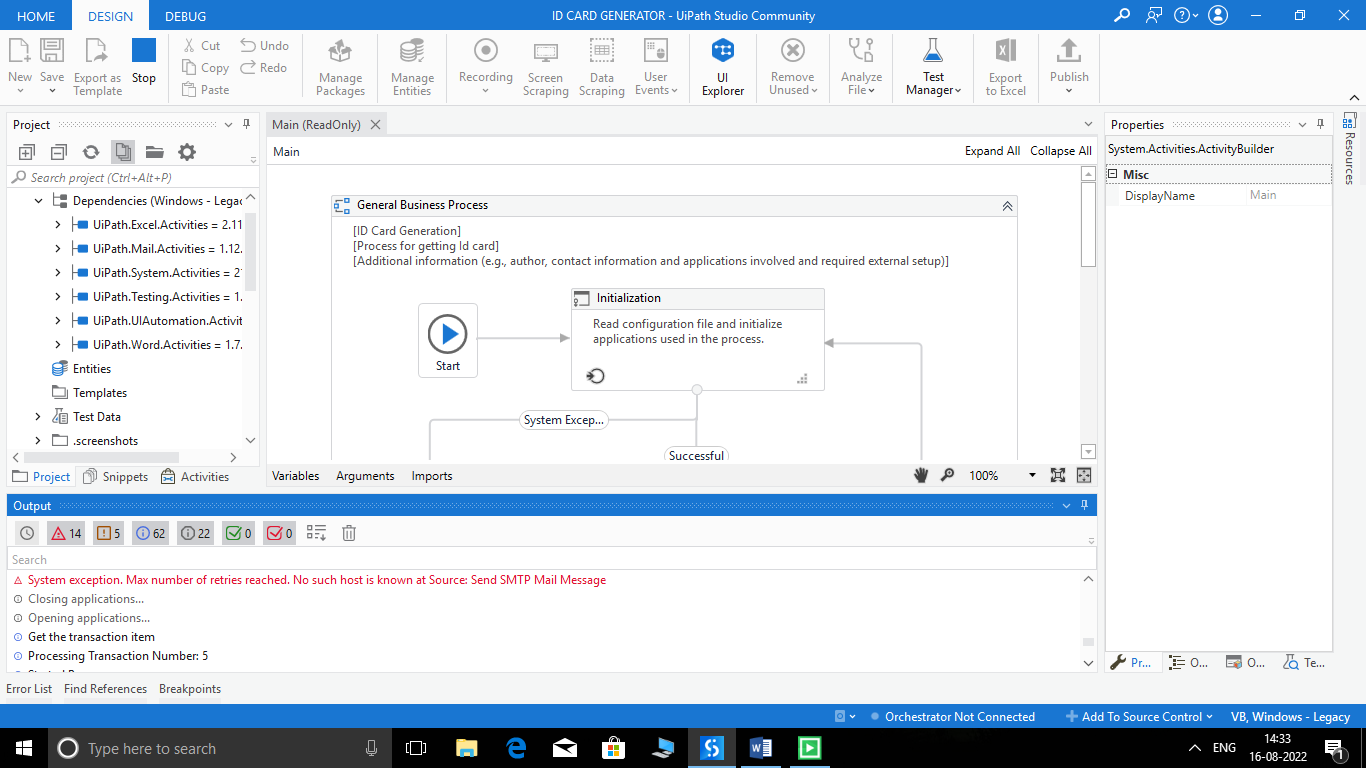 HOME DESIGN DEBUG ID CARD GENERATOR - UiPath Studio Community
New Save Export as Template Stop
Cut Undo
Copy Redo
Paste
Manage Packages
Manage Entities
Recording
Screen Scraping
Data Scraping
User Events
UI Explorer
Remove Unused
Analyze File
Test Manager
Export to Excel
Publish
Project
Search project (Ctrl+Alt+P)
Dependencies (Windows - Legac
UiPath.Excel.Activities = 2.11
UiPath.Mail.Activities = 1.12.
UiPath.System.Activities = 2
UiPath.Testing.Activities = 1.
UiPath.UIAutomation.Activit
UiPath.Word.Activities = 1.7.
Entities
Templates
Test Data
.screenshots
Project Snippets Activities
Main (ReadOnly)
Main Expand All Collapse All
General Business Process
[ID Card Generation]
[Process for getting Id card]
[Additional information (e.g., author, contact information and applications involved and required external setup)]
Start
Initialization
Read configuration file and initialize
applications used in the process.
System Excep...
Successful
Variables Arguments Imports 100%
Properties
System.Activities.ActivityBuilder
Misc
DisplayName Main
Resources
Pr... O... O... Te...
Output
14 5 62 22 0 0
Search
System exception. Max number of retries reached. No such host is known at Source: Send SMTP Mail Message
Closing applications...
Opening applications...
Get the transaction item
Processing Transaction Number: 5
Error List Find References Breakpoints
Orchestrator Not Connected Add To Source Control VB, Windows - Legacy
Type here to search
ENG
14:33
16-08-2022
1